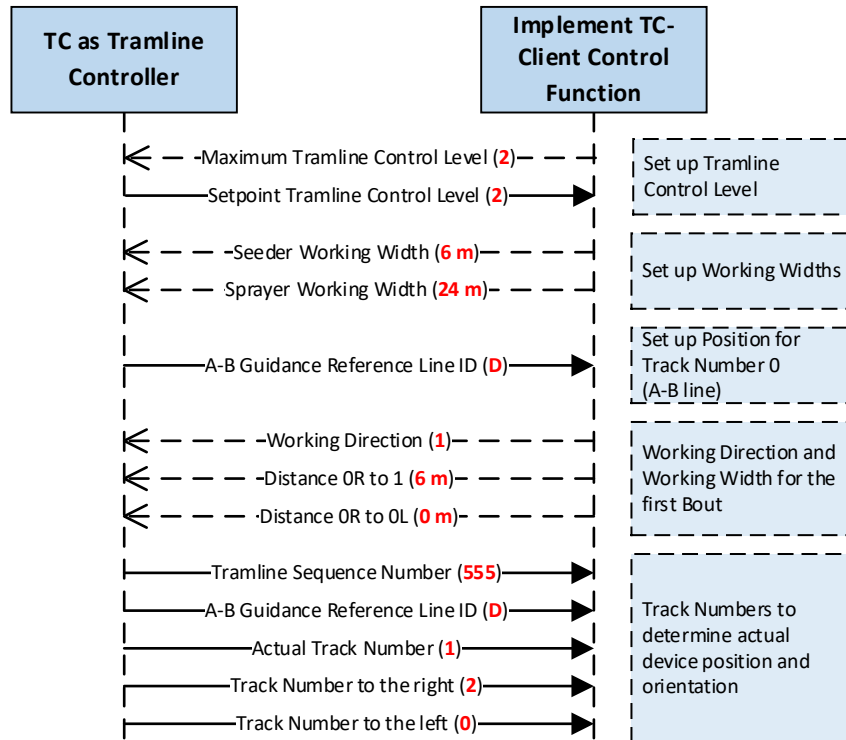 TC as Tramline
Controller
Implement TC-
Client Control
Function
Maximum Tramline Control Level (2)
Setpoint Tramline Control Level (2)
Set up Tramline
Control Level
Seeder Working Width (6 m)
Sprayer Working Width (24 m)
Set up Working Widths
A-B Guidance Reference Line ID (D)
Set up Position for
Track Number 0
(A-B line)
Working Direction (1)
Distance 0R to 1 (6 m)
Distance 0R to 0L (0 m)
Working Direction and
Working Width for the
first Bout
Tramline Sequence Number (555)
A-B Guidance Reference Line ID (D)
Actual Track Number (1)
Track Number to the right (2)
Track Number to the left (0)
Track Numbers to
determine actual
device position and
orientation